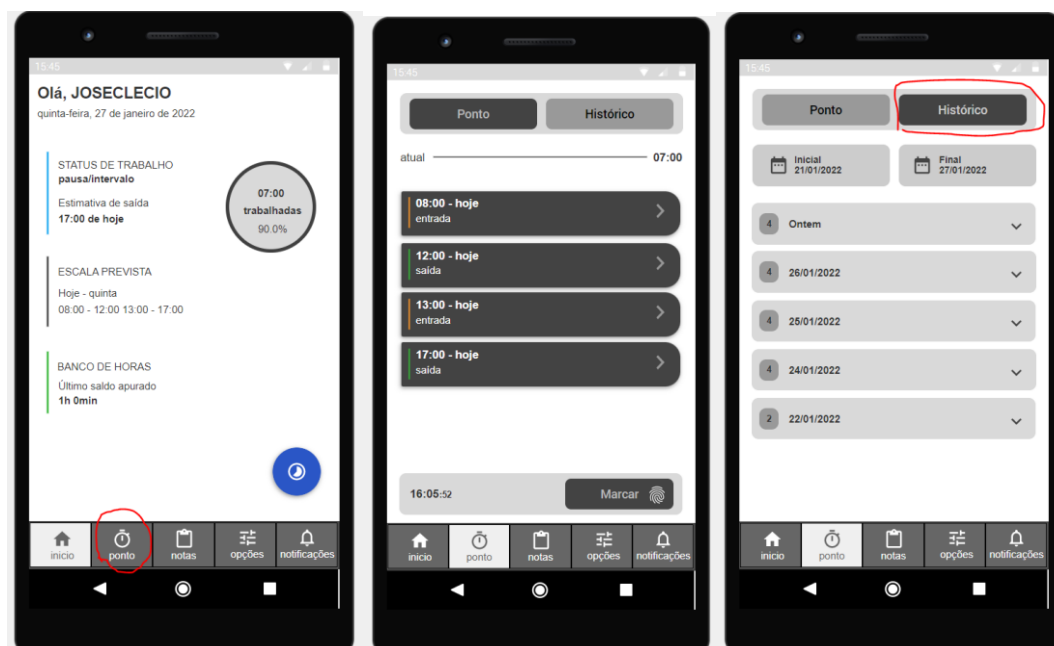 15:45
Olá, JOSECLECIO
quinta-feira, 27 de janeiro de 2022
STATUS DE TRABALHO
pausa/intervalo
Estimativa de saída
17:00 de hoje
07:00
trabalhadas
90.0%
ESCALA PREVISTA
Hoje - quinta
08:00 - 12:00 13:00 - 17:00
BANCO DE HORAS
Último saldo apurado
1h 0min
inicio ponto notas opções notificações
15:45
Ponto Histórico
atual 07:00
08:00 - hoje
entrada
12:00 - hoje
saída
13:00 - hoje
entrada
17:00 - hoje
saída
16:05:52 Marcar
inicio ponto notas opções notificações
15:45
Ponto Histórico
Inicial
21/01/2022
Final
27/01/2022
4 Ontem
4 26/01/2022
4 25/01/2022
4 24/01/2022
2 22/01/2022
inicio ponto notas opções notificações